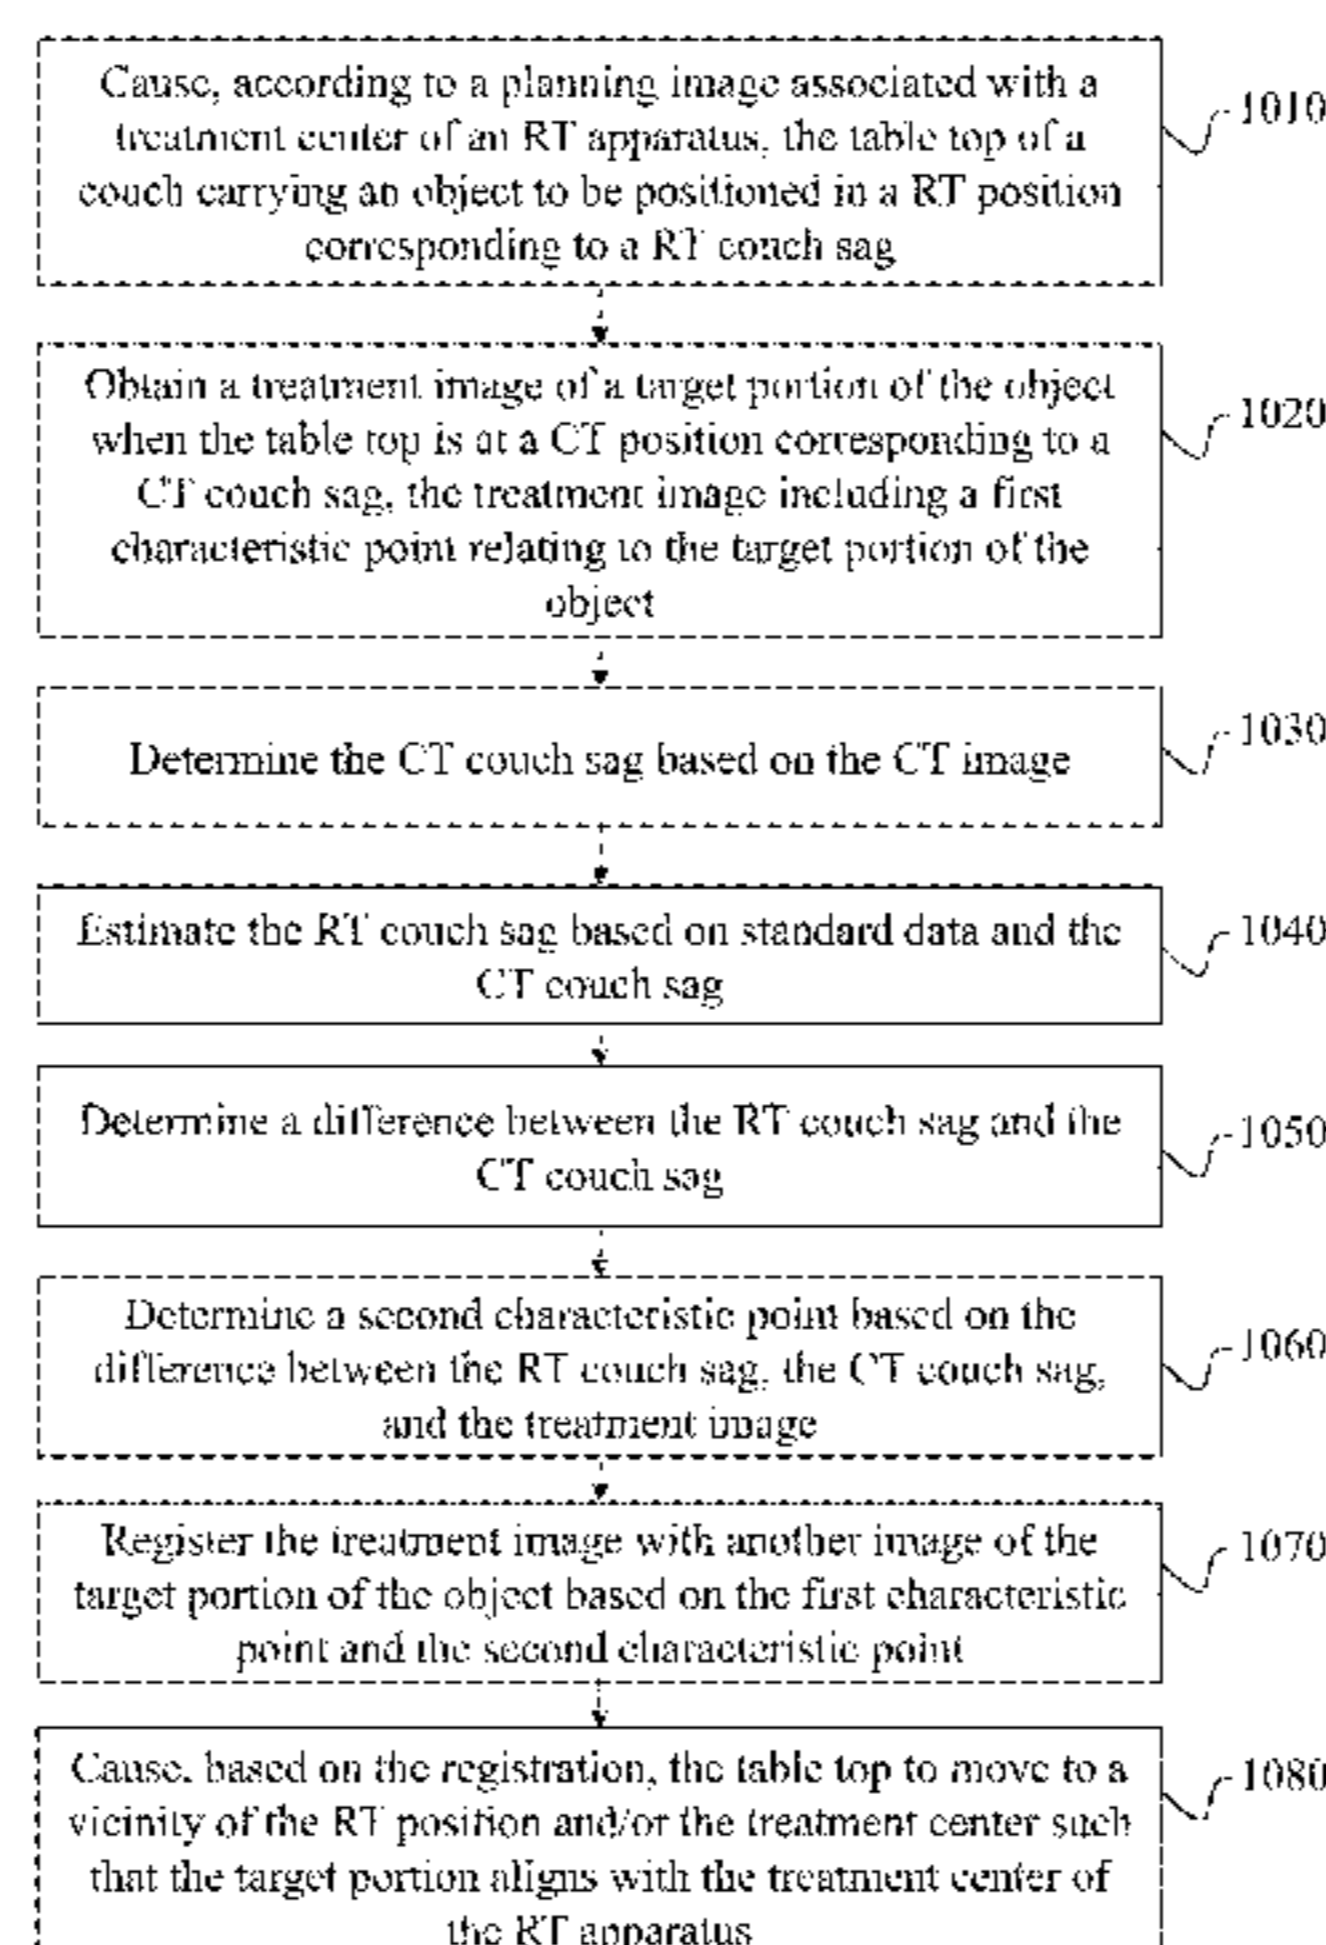 Cause, according to a planning image associated with a
treatment center of an RT apparatus, the table top of a
couch carrying an object to be positioned in a RT position
corresponding to a RT couch sag
1010
Obtain a treatment image of a target portion of the object
when the table top is at a CT position corresponding to a
CT couch sag, the treatment image including a first
characteristic point relating to the target portion of the
object
1020
Determine the CT couch sag based on the CT image
1030
Estimate the RT couch sag based on standard data and the
CT couch sag
1040
Determine a difference between the RT couch sag and the
CT couch sag
1050
Determine a second characteristic point based on the
difference between the RT couch sag, the CT couch sag,
and the treatment image
1060
Register the treatment image with another image of the
target portion of the object based on the first characteristic
point and the second characteristic point
1070
Cause, based on the registration, the table top to move to a
vicinity of the RT position and/or the treatment center such
that the target portion aligns with the treatment center of
the RT apparatus
1080